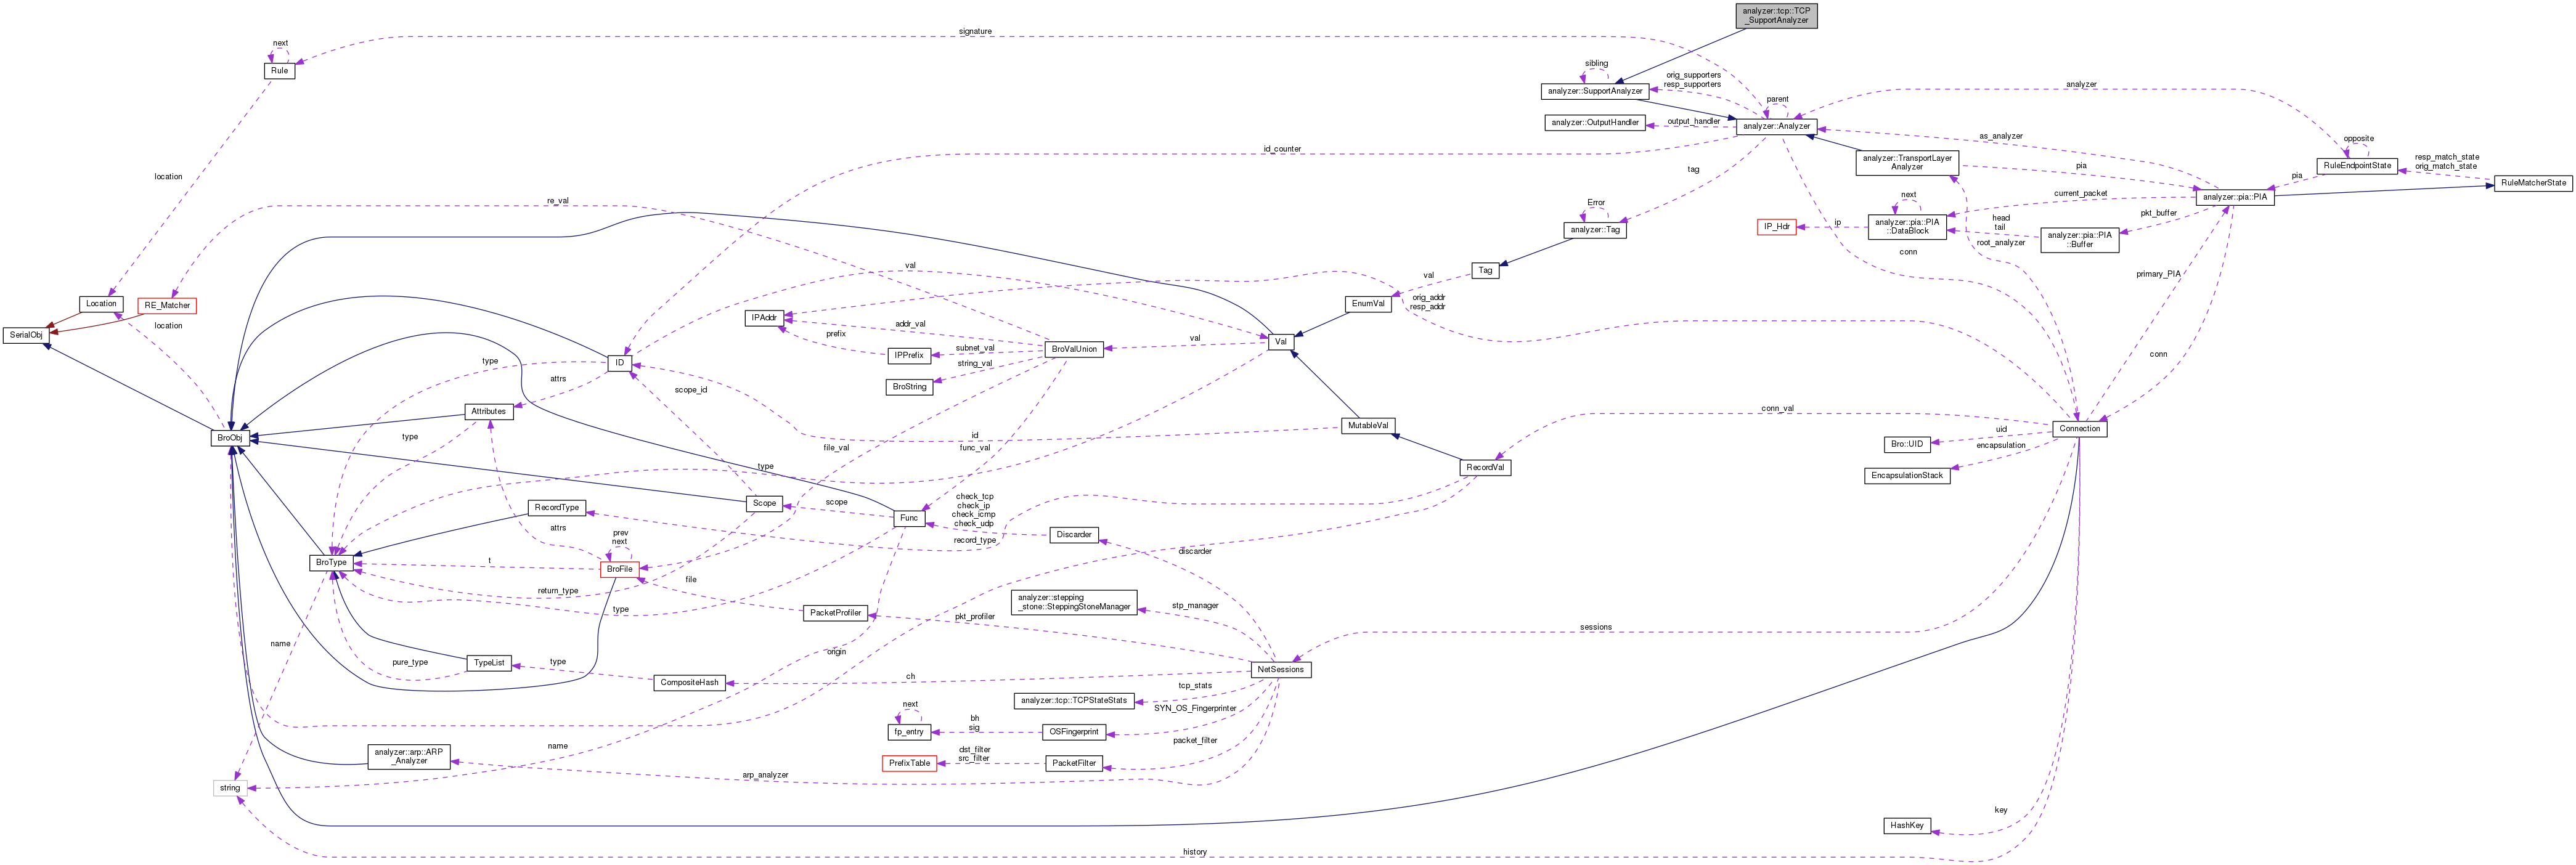 analyzer::tcp::TCP
_SupportAnalyzer
signature
next
Rule
sibling
analyzer::SupportAnalyzer
orig_supporters
resp_supporters
analyzer
parent
analyzer::OutputHandler
output_handler
analyzer::Analyzer
as_analyzer
opposite
id_counter
analyzer::TransportLayer
Analyzer
pia
RuleEndpointState
resp_match_state
orig_match_state
RuleMatcherState
location
tag
pia
re_val
Error
next
current_packet
analyzer::pia::PIA
analyzer::Tag
IP_Hdr
ip
analyzer::pia::PIA
::DataBlock
head
tail
pkt_buffer
analyzer::pia::PIA
::Buffer
root_analyzer
conn
val
Tag
val
primary_PIA
Location
RE_Matcher
EnumVal
orig_addr
resp_addr
IPAddr
addr_val
location
SerialObj
prefix
val
Val
BroValUnion
subnet_val
IPPrefix
conn
type
ID
string_val
BroString
attrs
scope_id
Attributes
conn_val
MutableVal
id
Connection
uid
Bro::UID
BroObj
type
file_val
func_val
encapsulation
type
RecordVal
EncapsulationStack
check_tcp
check_ip
check_icmp
check_udp
Scope
scope
RecordType
Func
attrs
prev
next
Discarder
record_type
discarder
BroType
t
BroFile
file
return_type
analyzer::stepping
_stone::SteppingStoneManager
stp_manager
type
PacketProfiler
pkt_profiler
sessions
name
origin
pure_type
TypeList
type
NetSessions
ch
CompositeHash
tcp_stats
analyzer::tcp::TCPStateStats
next
SYN_OS_Fingerprinter
bh
sig
fp_entry
OSFingerprint
packet_filter
name
analyzer::arp::ARP
_Analyzer
dst_filter
src_filter
PrefixTable
PacketFilter
arp_analyzer
string
key
HashKey
history